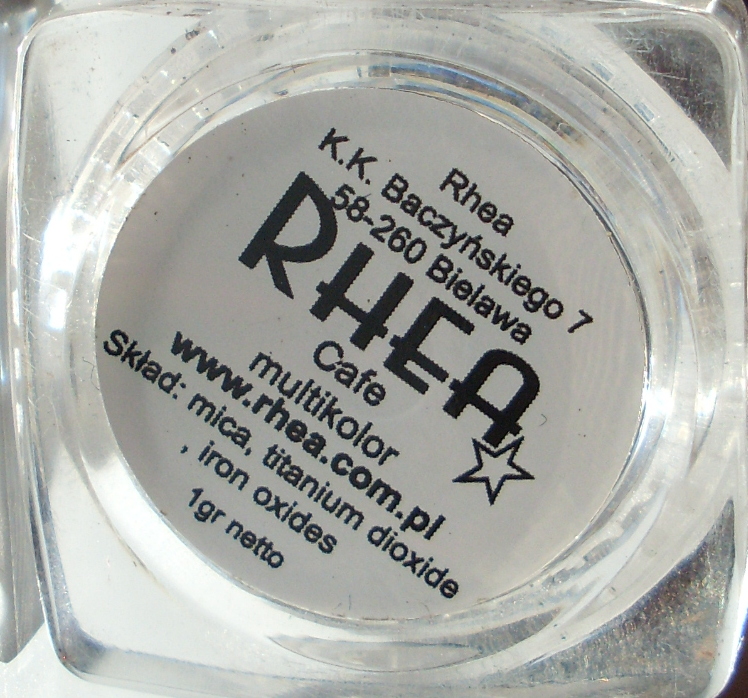 Rhea
K.K. Baczyńskiego 7
58-260 Bielawa
RHEA
Cafe
multikolor
www.rhea.com.pl
Skład: mica, titanium dioxide
, iron oxides
1gr netto